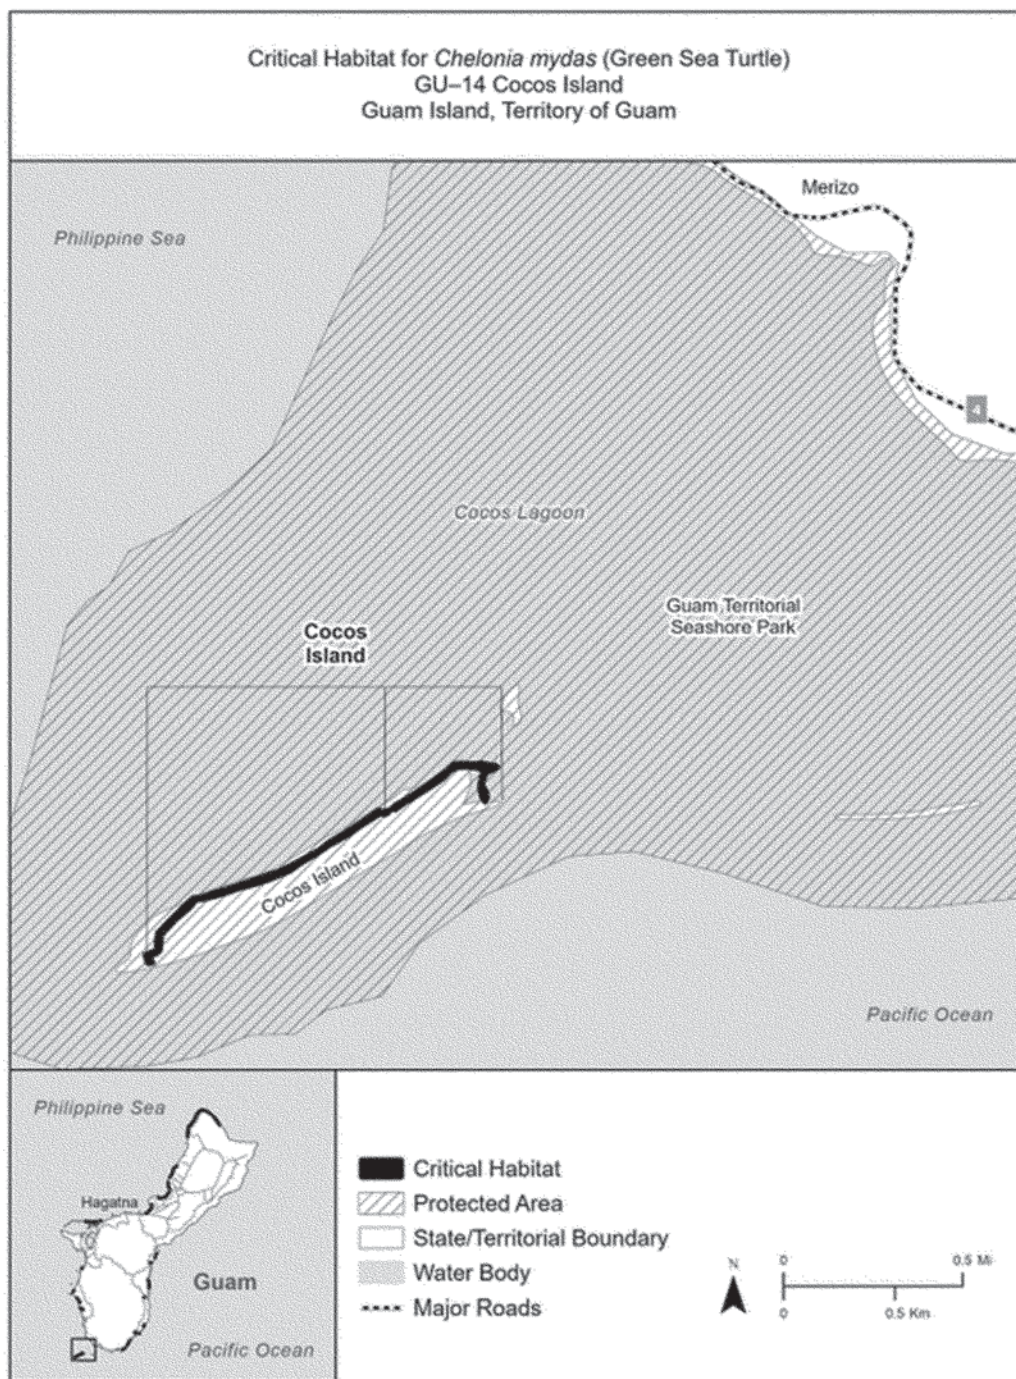 Critical Habitat for Chelonia mydas (Green Sea Turtle)
GU–14 Cocos Island
Guam Island, Territory of Guam
Merizo
Philippine Sea
4
Cocos Lagoon
Guam Territorial
Seashore Park
Cocos
Island
Cocos Island
Pacific Ocean
Philippine Sea
Hagatna
Guam
Pacific Ocean
Critical Habitat
Protected Area
State/Territorial Boundary
Water Body
Major Roads
N
0 0.5 Mi
0 0.5 Km